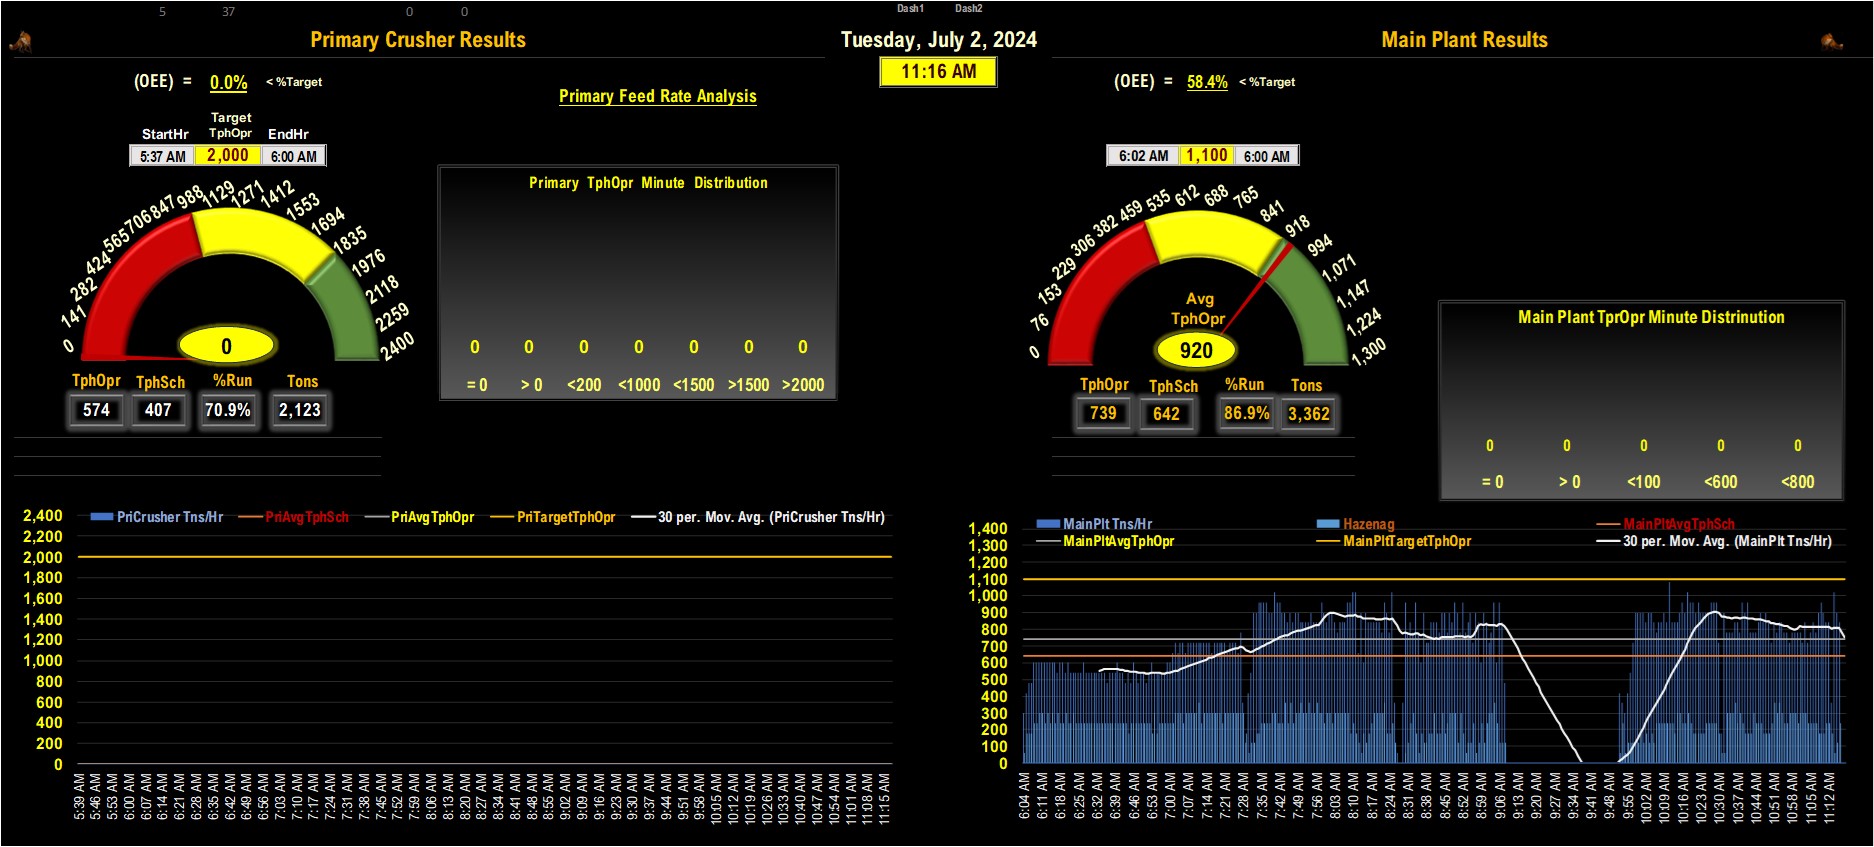 5 37 0 0 Dash1 Dash2
Primary Crusher Results
Tuesday, July 2, 2024
Main Plant Results
11:16 AM
(OEE) = 0.0% < %Target
Primary Feed Rate Analysis
(OEE) = 58.4% < %Target
StartHr Target TphOpr EndHr
5:37 AM 2,000 6:00 AM
6:02 AM 1,100 6:00 AM
0 141 282 424 565 706 847 988 1129 1271 1412 1553 1694 1835 1976 2118 2259 2400
0
TphOpr TphSch %Run Tons
574 407 70.9% 2,123
Primary TphOpr Minute Distribution
0 0 0 0 0 0 0
= 0 > 0 <200 <1000 <1500 >1500 >2000
0 76 153 229 306 382 459 535 612 688 765 841 918 994 1,071 1,147 1,224 1,300
Avg
TphOpr
920
TphOpr TphSch %Run Tons
739 642 86.9% 3,362
Main Plant TprOpr Minute Distrinution
0 0 0 0 0
= 0 > 0 <100 <600 <800
PriCrusher Tns/Hr PriAvgTphSch PriAvgTphOpr PriTargetTphOpr 30 per. Mov. Avg. (PriCrusher Tns/Hr)
2,400
2,200
2,000
1,800
1,600
1,400
1,200
1,000
800
600
400
200
0
5:39 AM 5:46 AM 5:53 AM 6:00 AM 6:07 AM 6:14 AM 6:21 AM 6:28 AM 6:35 AM 6:42 AM 6:49 AM 6:56 AM 7:03 AM 7:10 AM 7:17 AM 7:24 AM 7:31 AM 7:38 AM 7:45 AM 7:52 AM 7:59 AM 8:06 AM 8:13 AM 8:20 AM 8:27 AM 8:34 AM 8:41 AM 8:48 AM 8:55 AM 9:02 AM 9:09 AM 9:16 AM 9:23 AM 9:30 AM 9:37 AM 9:44 AM 9:51 AM 9:58 AM 10:05 AM 10:12 AM 10:19 AM 10:26 AM 10:33 AM 10:40 AM 10:47 AM 10:54 AM 11:01 AM 11:08 AM 11:15 AM
MainPlt Tns/Hr Hazenag MainPltAvgTphSch
MainPltAvgTphOpr MainPltTargetTphOpr 30 per. Mov. Avg. (MainPlt Tns/Hr)
1,400
1,300
1,200
1,100
1,000
900
800
700
600
500
400
300
200
100
0
6:04 AM 6:11 AM 6:18 AM 6:25 AM 6:32 AM 6:39 AM 6:46 AM 6:53 AM 7:00 AM 7:07 AM 7:14 AM 7:21 AM 7:28 AM 7:35 AM 7:42 AM 7:49 AM 7:56 AM 8:03 AM 8:10 AM 8:17 AM 8:24 AM 8:31 AM 8:38 AM 8:45 AM 8:52 AM 8:59 AM 9:06 AM 9:13 AM 9:20 AM 9:27 AM 9:34 AM 9:41 AM 9:48 AM 9:55 AM 10:02 AM 10:09 AM 10:16 AM 10:23 AM 10:30 AM 10:37 AM 10:44 AM 10:51 AM 10:58 AM 11:05 AM 11:12 AM